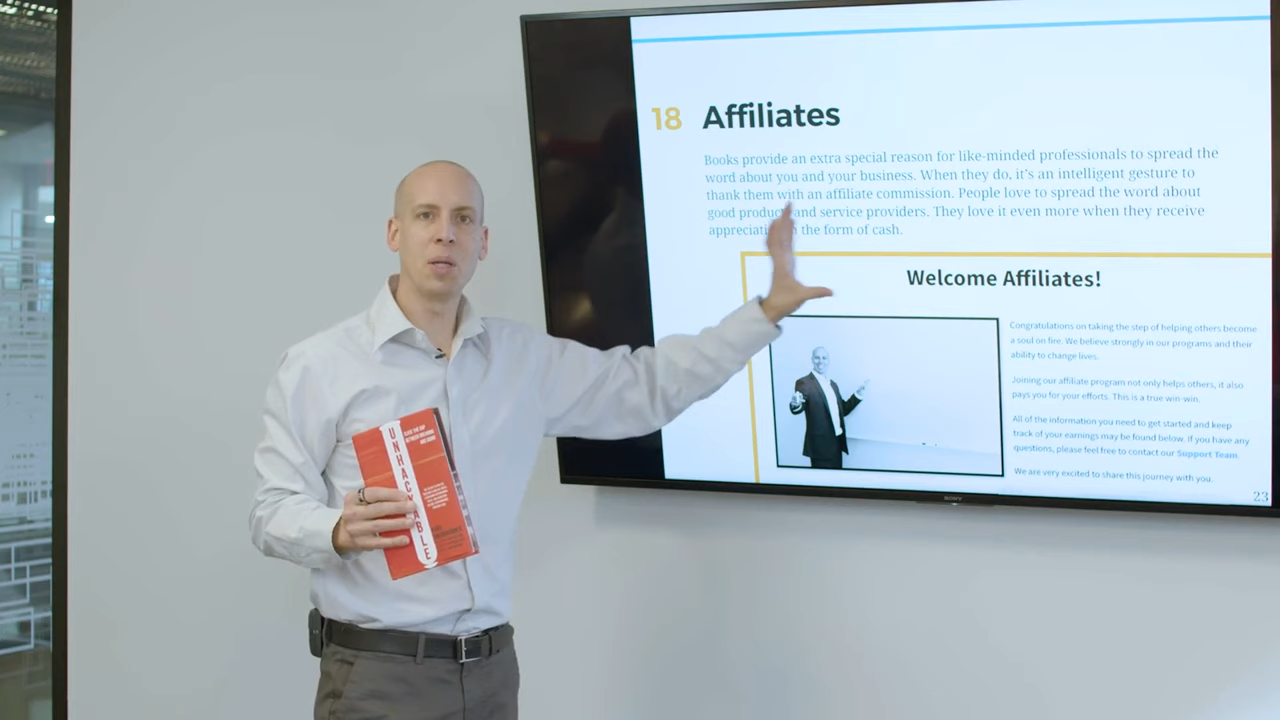 18 Affiliates
Books provide an extra special reason for like-minded professionals to spread the
word about you and your business. When they do, it's an intelligent gesture to
thank them with an affiliate commission. People love to spread the word about
good and service providers. They love it even more when they receive
the form of cash.
Welcome Affiliates!
Congratulations on taking the step of helping others become
a soul on fire. We believe strongly in our programs and their
ability to change lives.
Joining our affiliate program not only helps others, it also
pays you for your efforts. This is a true win-win.
All of the information you need to get started and keep
track of your earnings may be found below. If you have any
questions, please feel free to contact our Support Team.
We are very excited to share this journey with you.
23
SONY
UNHACKABLE
CLOSE THE GAP
BETWEEN DREAMING
AND DOING